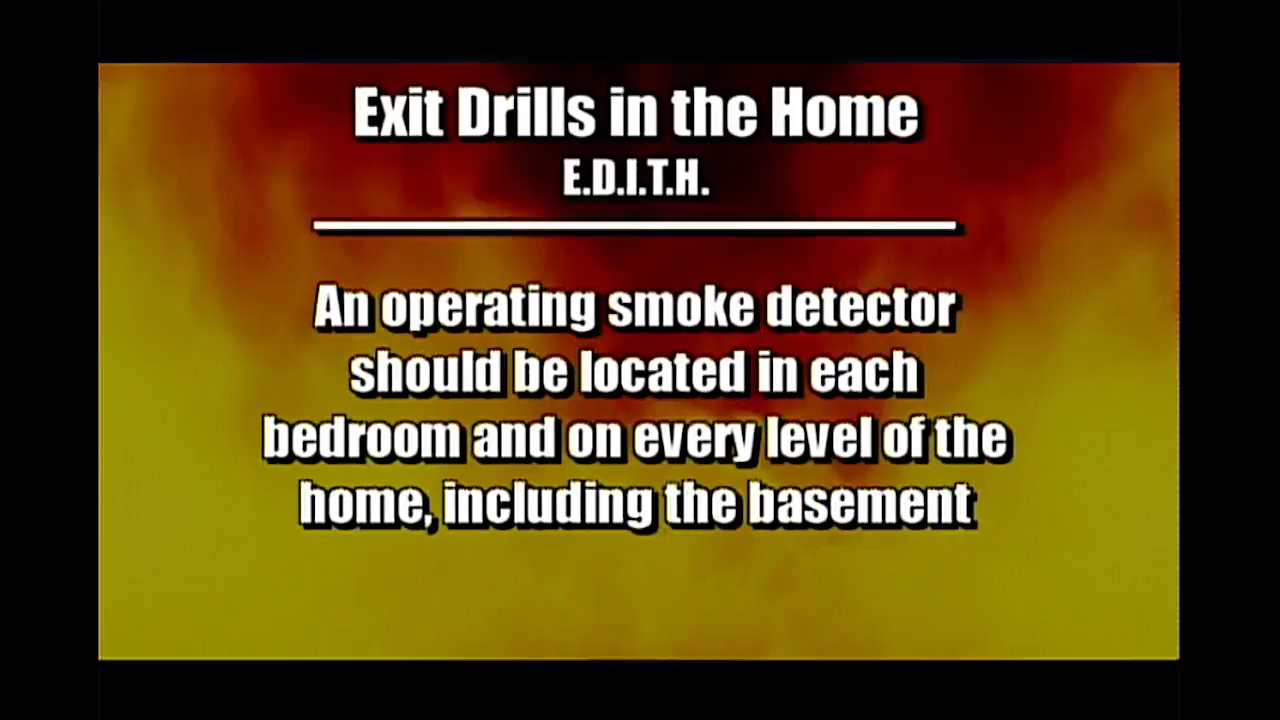 Exit Drills in the Home
E.D.I.T.H.
An operating smoke detector
should be located in each
bedroom and on every level of the
home, including the basement